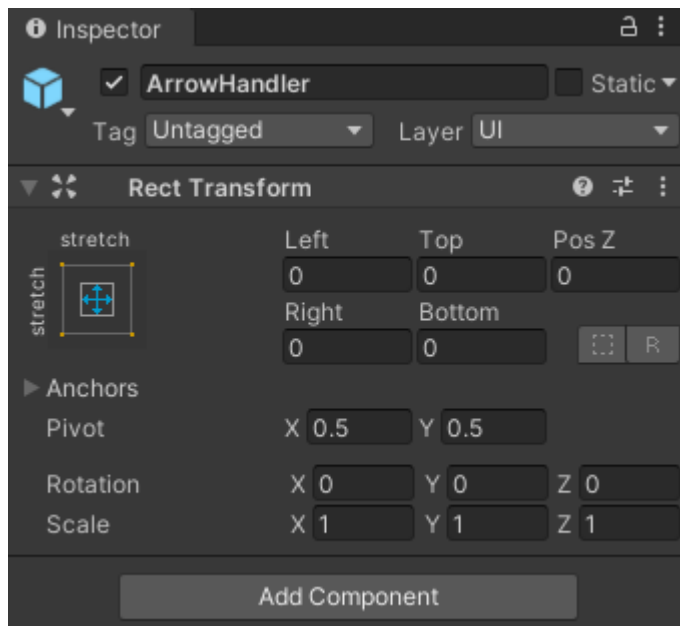 Inspector
ArrowHandler Static
Tag Untagged Layer UI
Rect Transform
stretch Left Top Pos Z
stretch 0 0 0
Right Bottom
0 0 R
Anchors
Pivot X 0.5 Y 0.5
Rotation X 0 Y 0 Z 0
Scale X 1 Y 1 Z 1
Add Component